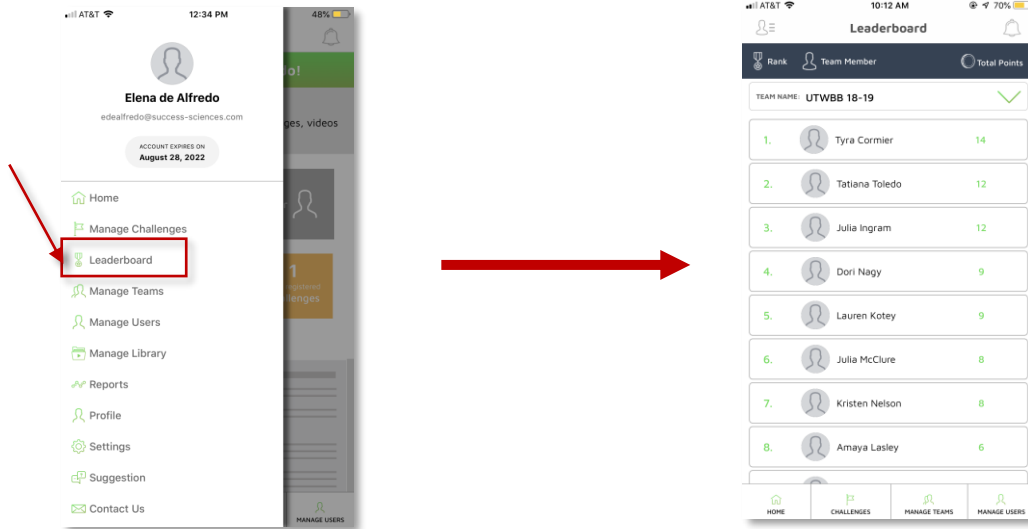 AT&T 12:34 PM 48%
do!
Elena de Alfredo
edealfredo@success-sciences.com
ges, videos
ACCOUNT EXPIRES ON
August 28, 2022
Home
Manage Challenges
Leaderboard
1
registered
llenges
Manage Teams
Manage Users
Manage Library
Reports
Profile
Settings
Suggestion
Contact Us
MANAGE USERS
AT&T 10:12 AM 70%
Leaderboard
Rank Team Member Total Points
TEAM NAME: UTWBB 18-19
1. Tyra Cormier 14
2. Tatiana Toledo 12
3. Julia Ingram 12
4. Dori Nagy 9
5. Lauren Kotey 9
6. Julia McClure 8
7. Kristen Nelson 8
8. Amaya Lasley 6
HOME CHALLENGES MANAGE TEAMS MANAGE USERS